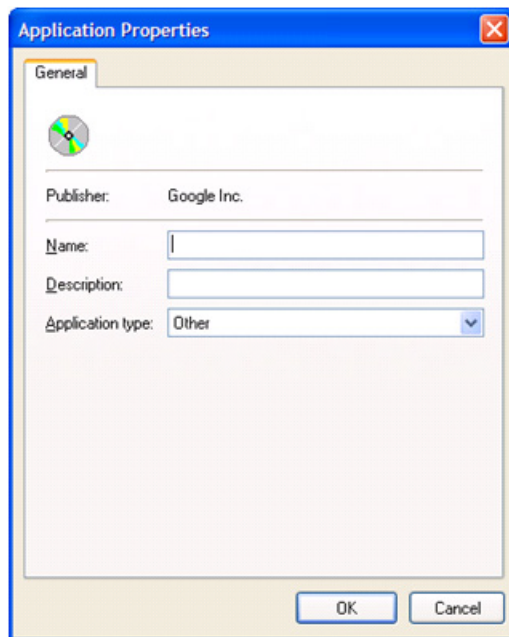 Application Properties
General
Publisher: Google Inc.
Name:
Description:
Application type: Other
OK Cancel